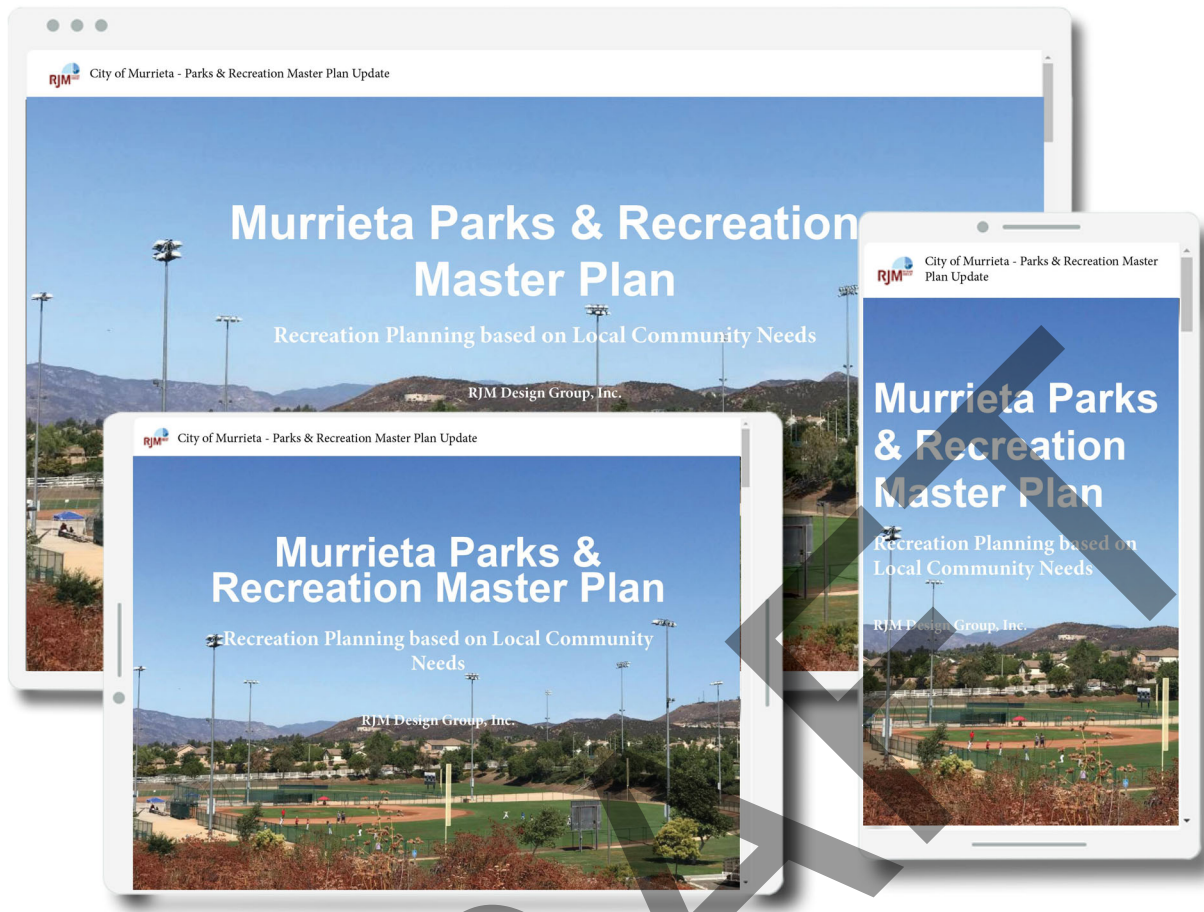 RJM City of Murrieta - Parks & Recreation Master Plan Update
Murrieta Parks & Recreation
Master Plan
Recreation Planning based on Local Community Needs
RJM Design Group, Inc.
RJM City of Murrieta - Parks & Recreation Master Plan Update
Murrieta Parks &
Recreation Master Plan
Recreation Planning based on Local Community
Needs
RJM Design Group, Inc.
RJM City of Murrieta - Parks & Recreation Master
Plan Update
Murrieta Parks
& Recreation
Master Plan
Recreation Planning based on
Local Community Needs
RJM Design Group, Inc.